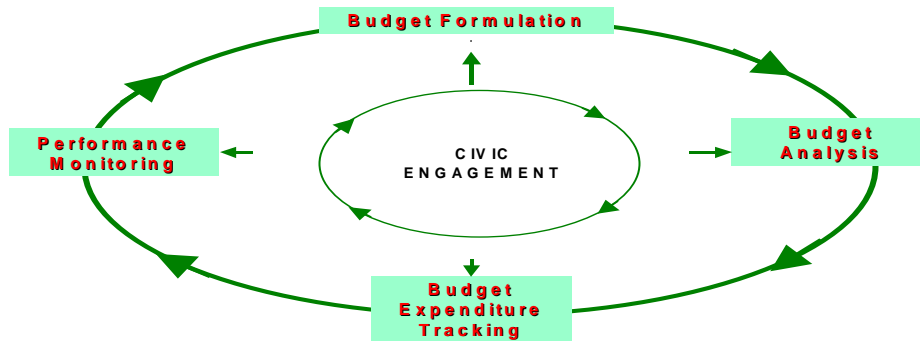 Budget Formulation
Performance
Monitoring
CIVIC
ENGAGEMENT
Budget
Analysis
Budget
Expenditure
Tracking